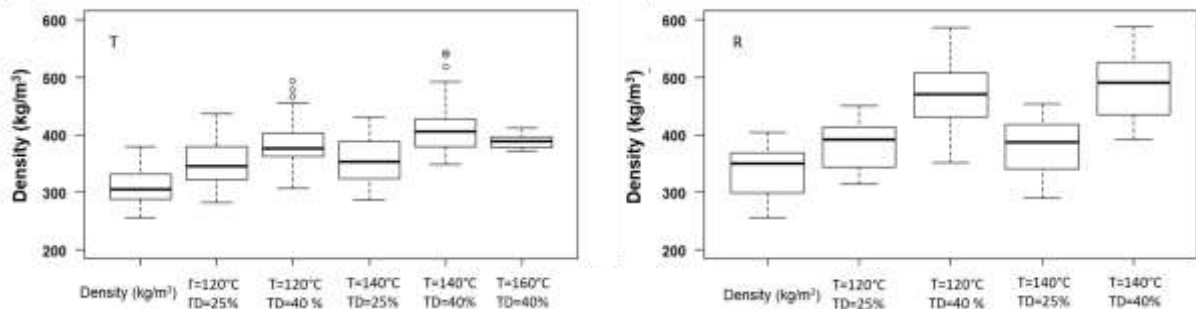 600
T
500
400
300
200
Density (kg/m³)
Density (kg/m³)
T=120°C
TD=25%
T=120°C
TD=40 %
T=140°C
TD=25%
T=140°C
TD=40%
T=160°C
TD=40%
600
R
500
400
300
200
Density (kg/m³)
Density (kg/m³)
T=120°C
TD=25%
T=120°C
TD=40 %
T=140°C
TD=25%
T=140°C
TD=40%